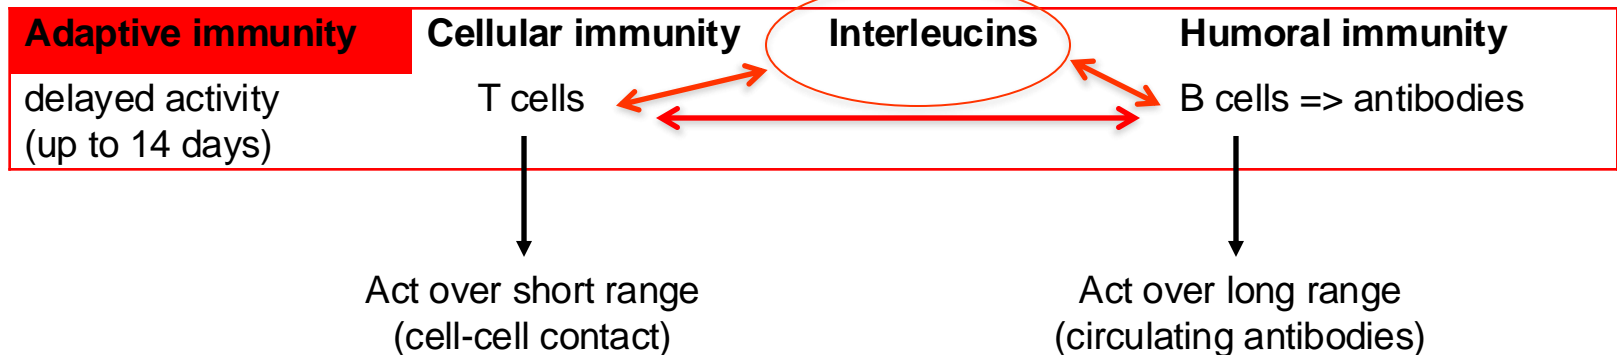 Adaptive immunity Cellular immunity Interleucins Humoral immunity
delayed activity T cells B cells => antibodies
(up to 14 days)
Act over short range Act over long range
(cell-cell contact) (circulating antibodies)